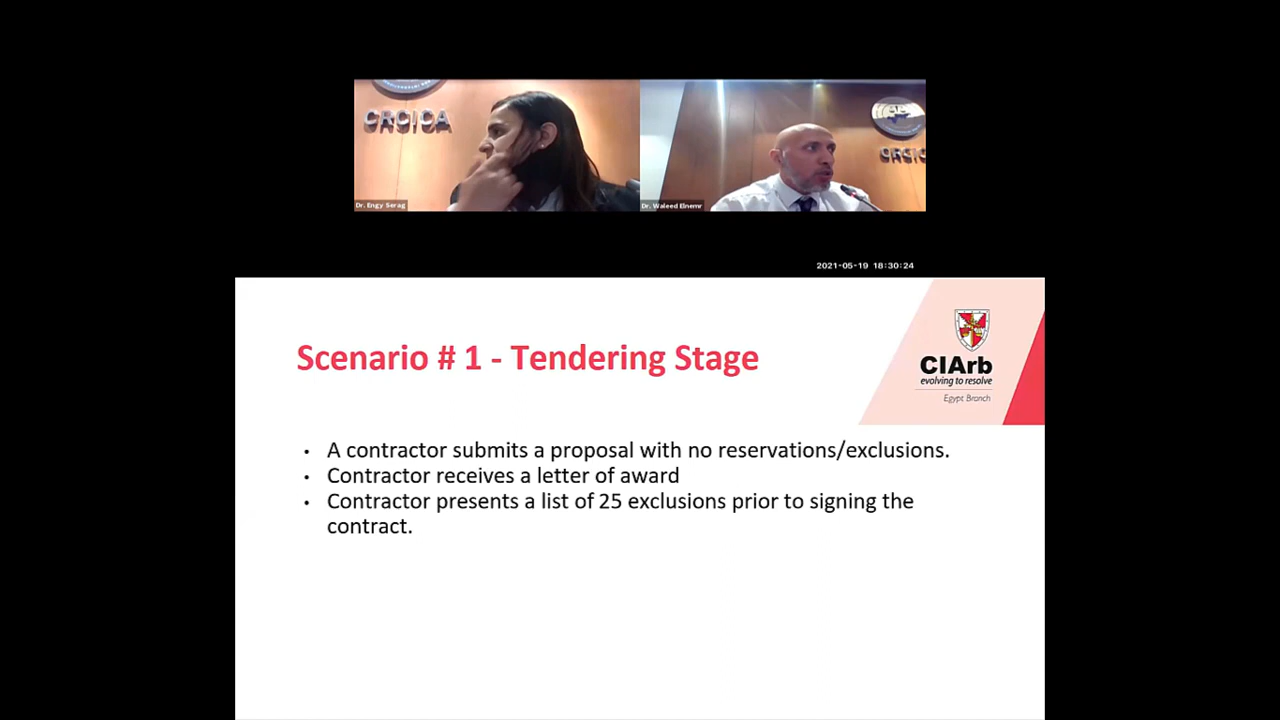 CRCICA
CRCIC
Dr. Engy Serag
Dr. Waleed Elnemr
2021-05-19 18:30:24
Scenario # 1 - Tendering Stage
CIArb
evolving to resolve
Egypt Branch
• A contractor submits a proposal with no reservations/exclusions.
• Contractor receives a letter of award
• Contractor presents a list of 25 exclusions prior to signing the
contract.